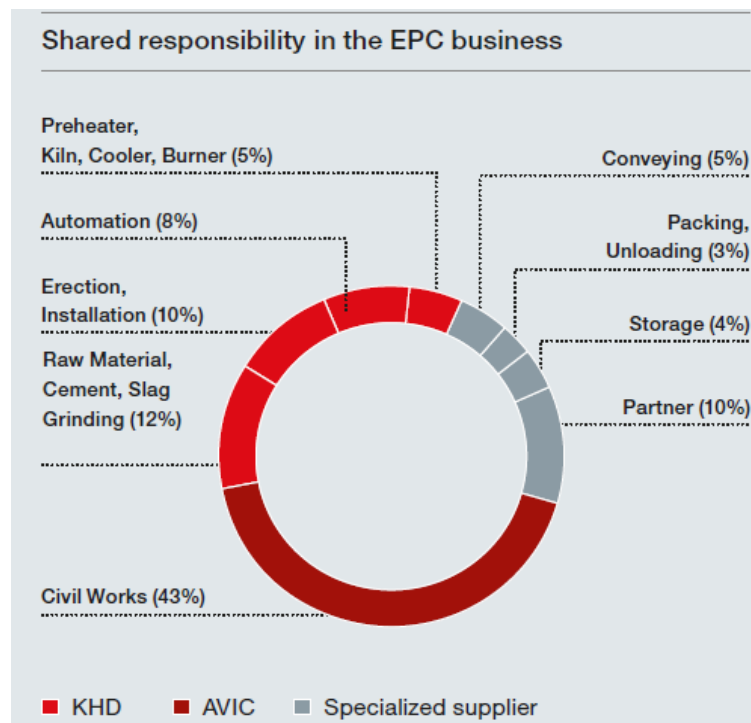 Shared responsibility in the EPC business
Preheater,
Kiln, Cooler, Burner (5%)
Automation (8%)
Erection,
Installation (10%)
Raw Material,
Cement, Slag
Grinding (12%)
Civil Works (43%)
Conveying (5%)
Packing,
Unloading (3%)
Storage (4%)
Partner (10%)
KHD
AVIC
Specialized supplier